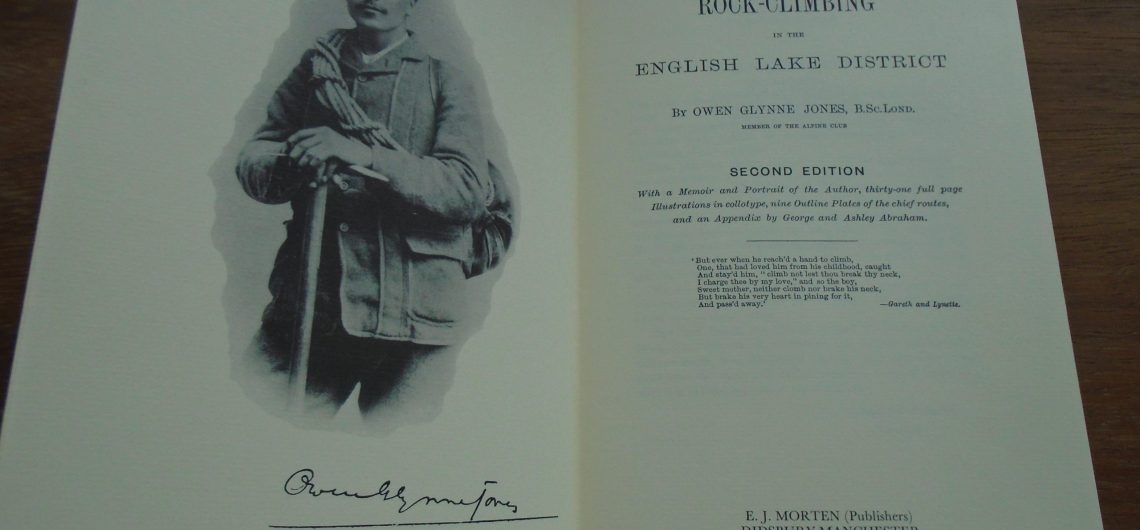 Owen Glynne Jones
ROCK-CLIMBING
IN THE
ENGLISH LAKE DISTRICT
BY OWEN GLYNNE JONES, B.Sc.LOND.
MEMBER OF THE ALPINE CLUB
SECOND EDITION
With a Memoir and Portrait of the Author, thirty-one full page
Illustrations in collotype, nine Outline Plates of the chief routes,
and an Appendix by George and Ashley Abraham.
'But ever when he reach'd a hand to climb,
One, that had loved him from his childhood, caught
And stay'd him, "climb not lest thou break thy neck,
I charge thee by my love," and so the boy,
Sweet mother, neither clomb nor brake his neck,
But brake his very heart in pining for it,
And pass'd away.' —Gareth and Lynette.
E. J. MORTEN (Publishers)
DIDSBURY MANCHESTER